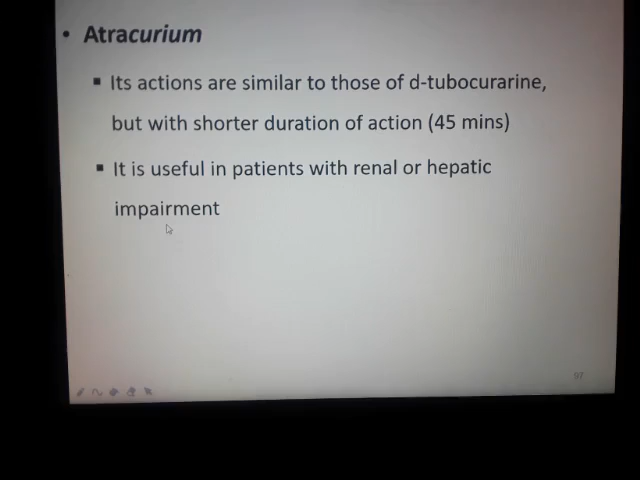 • Atracurium
▪ Its actions are similar to those of d-tubocurarine,
but with shorter duration of action (45 mins)
▪ It is useful in patients with renal or hepatic
impairment
97